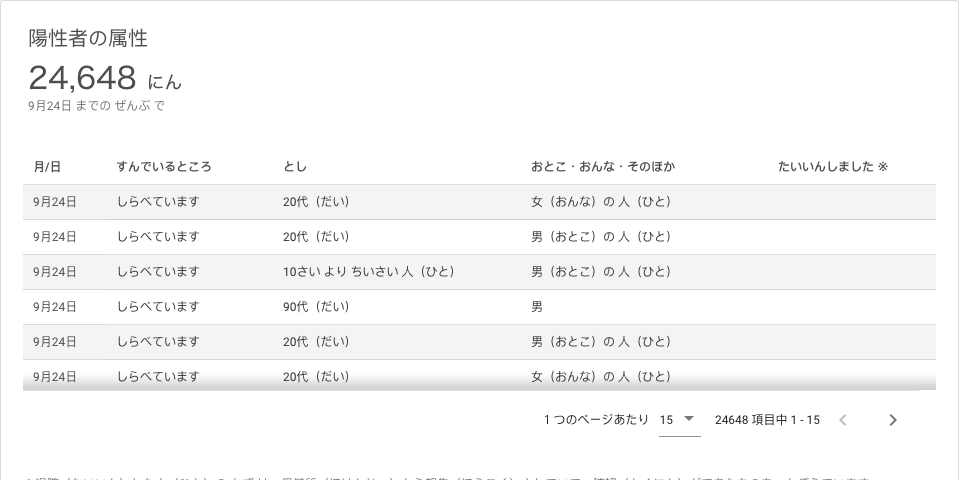 陽性者の属性
24,648 にん
9月24日 までの ぜんぶ で
月/日 すんでいるところ とし おとこ・おんな・そのほか たいいんしました ※
9月24日 しらべています 20代（だい） 女（おんな）の 人（ひと）
9月24日 しらべています 20代（だい） 男（おとこ）の 人（ひと）
9月24日 しらべています 10さい より ちいさい 人（ひと） 男（おとこ）の 人（ひと）
9月24日 しらべています 90代（だい） 男
9月24日 しらべています 20代（だい） 男（おとこ）の 人（ひと）
9月24日 しらべています 20代（だい） 女（おんな）の 人（ひと）
1 つのページあたり 15 24648 項目中 1 - 15